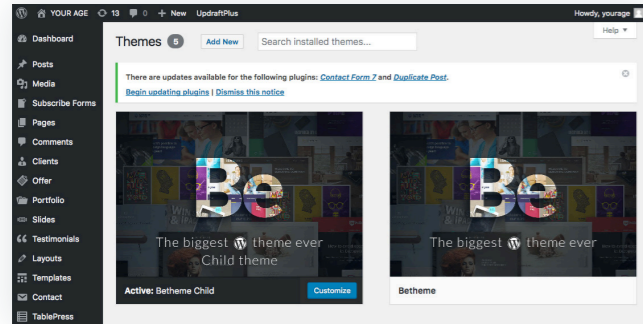 YOUR AGE 13 0 + New UpdraftPlus Howdy, yourage
Help ▼
Dashboard
Posts
Media
Subscribe Forms
Pages
Comments
Clients
Offer
Portfolio
Slides
Testimonials
Layouts
Templates
Contact
TablePress
Themes 5 Add New Search installed themes...
There are updates available for the following plugins: Contact Form 7 and Duplicate Post.
Begin updating plugins | Dismiss this notice
Be
The biggest theme ever
Child theme
Active: Betheme Child Customize
Be
The biggest theme ever
Betheme